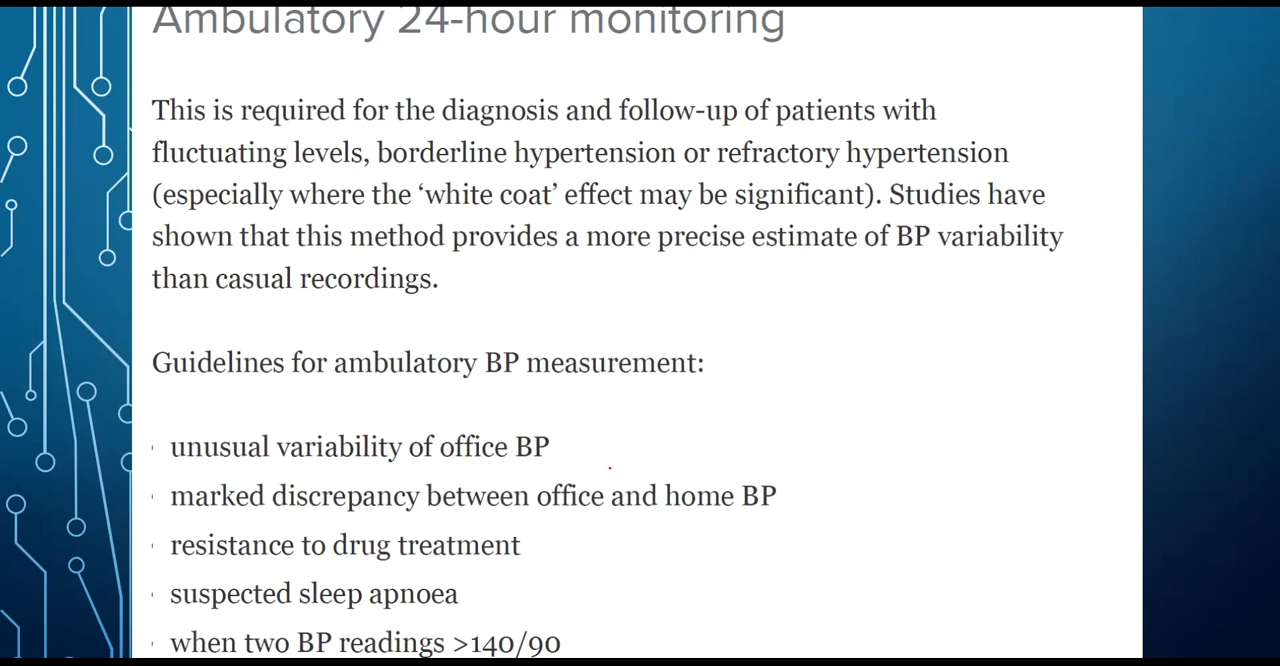 Ambulatory 24-hour monitoring
This is required for the diagnosis and follow-up of patients with
fluctuating levels, borderline hypertension or refractory hypertension
(especially where the ‘white coat’ effect may be significant). Studies have
shown that this method provides a more precise estimate of BP variability
than casual recordings.
Guidelines for ambulatory BP measurement:
unusual variability of office BP
marked discrepancy between office and home BP
resistance to drug treatment
suspected sleep apnoea
when two BP readings >140/90